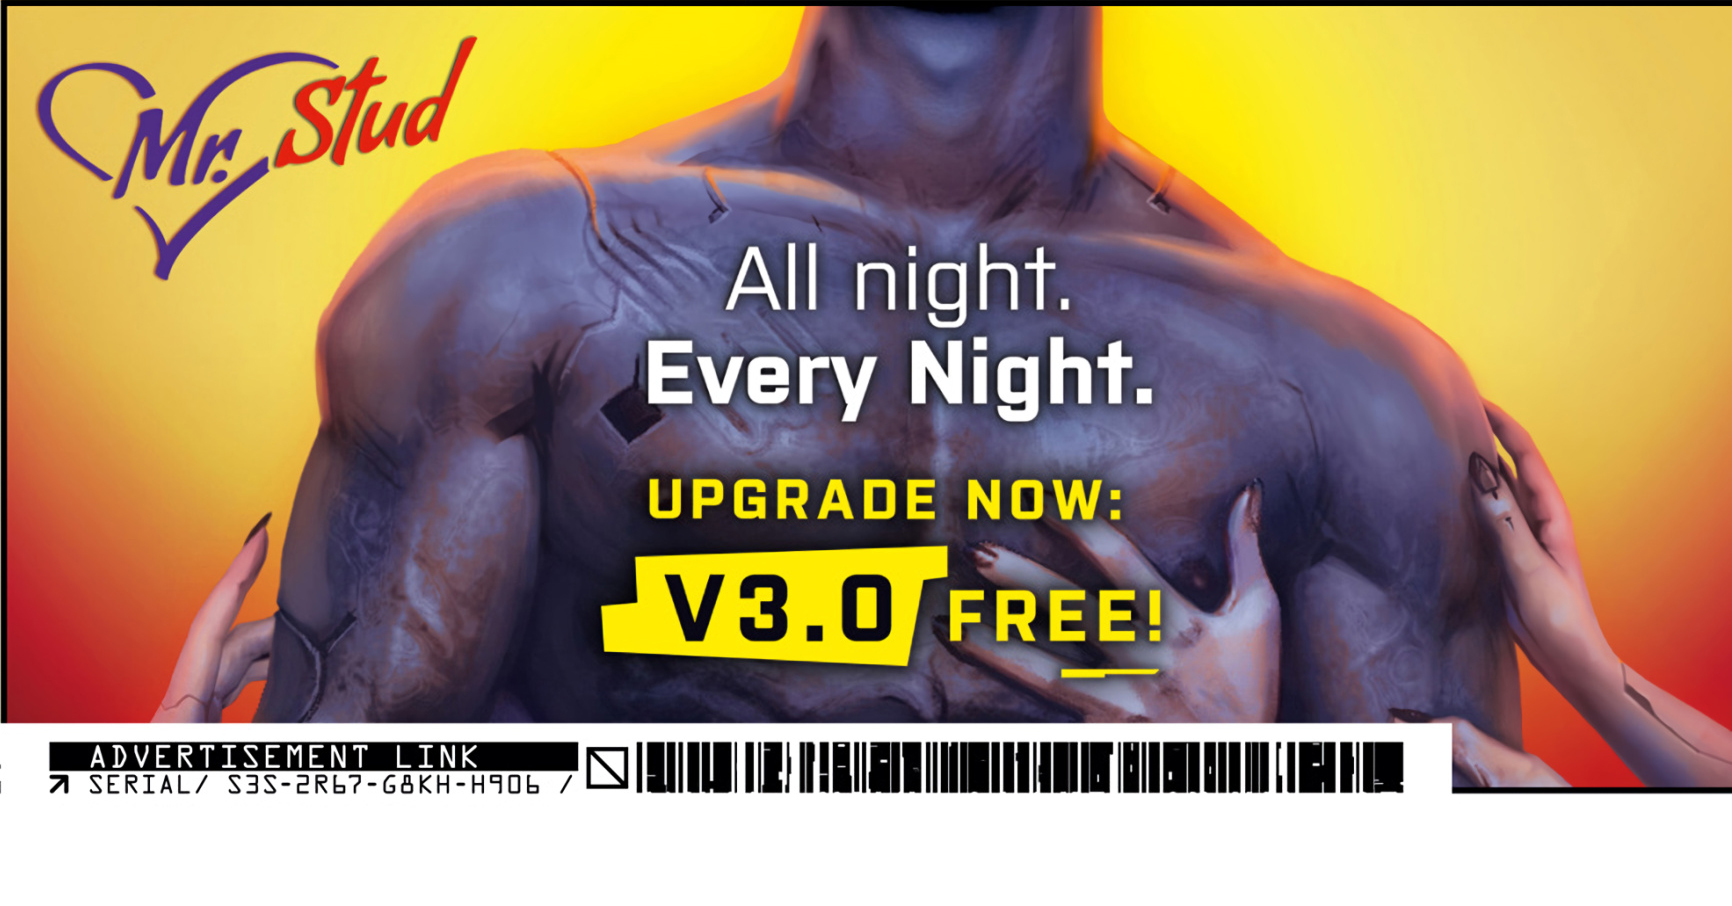 Mr. Stud
All night.
Every Night.
UPGRADE NOW:
V3.0 FREE!
ADVERTISEMENT LINK
SERIAL/ S3S-2R67-G8KH-H906 /